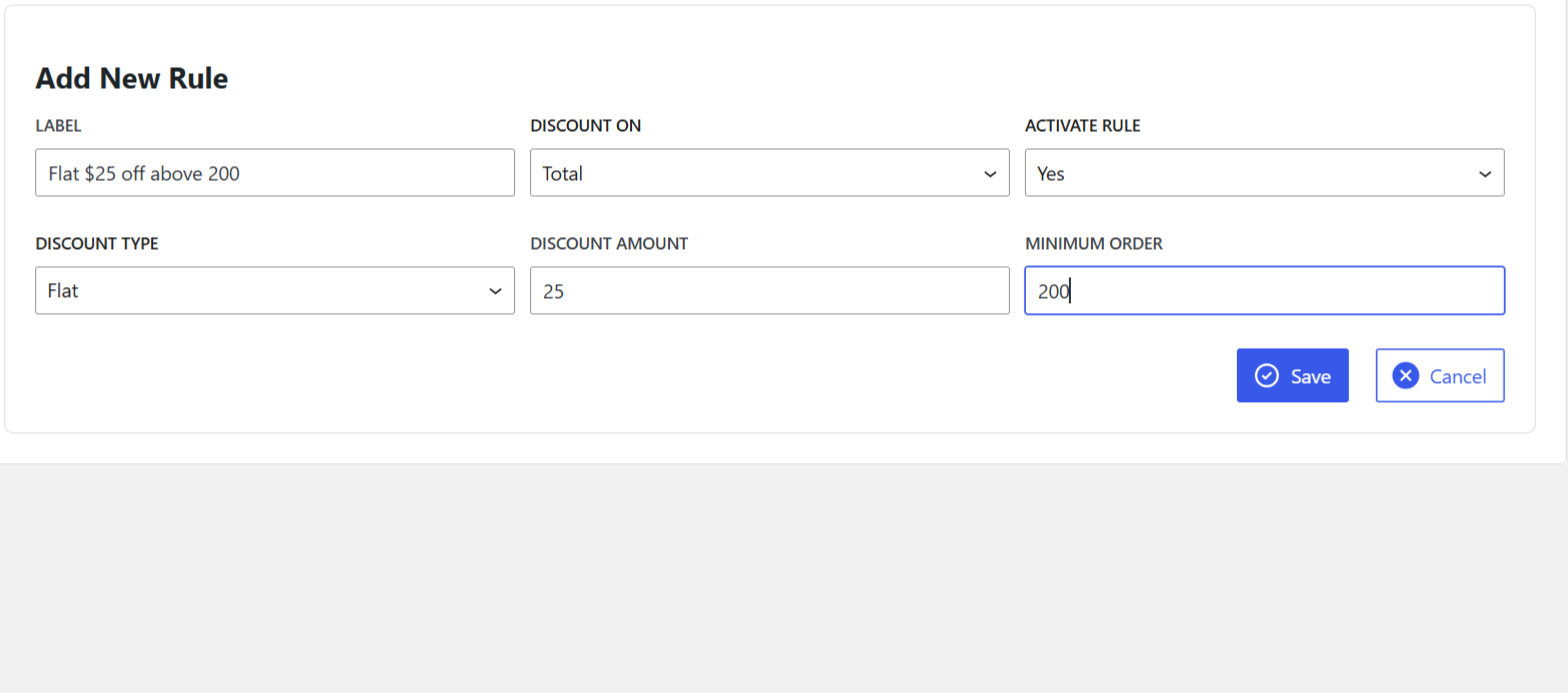 Add New Rule
LABEL DISCOUNT ON ACTIVATE RULE
Flat $25 off above 200 Total Yes
DISCOUNT TYPE DISCOUNT AMOUNT MINIMUM ORDER
Flat 25 200
Save Cancel